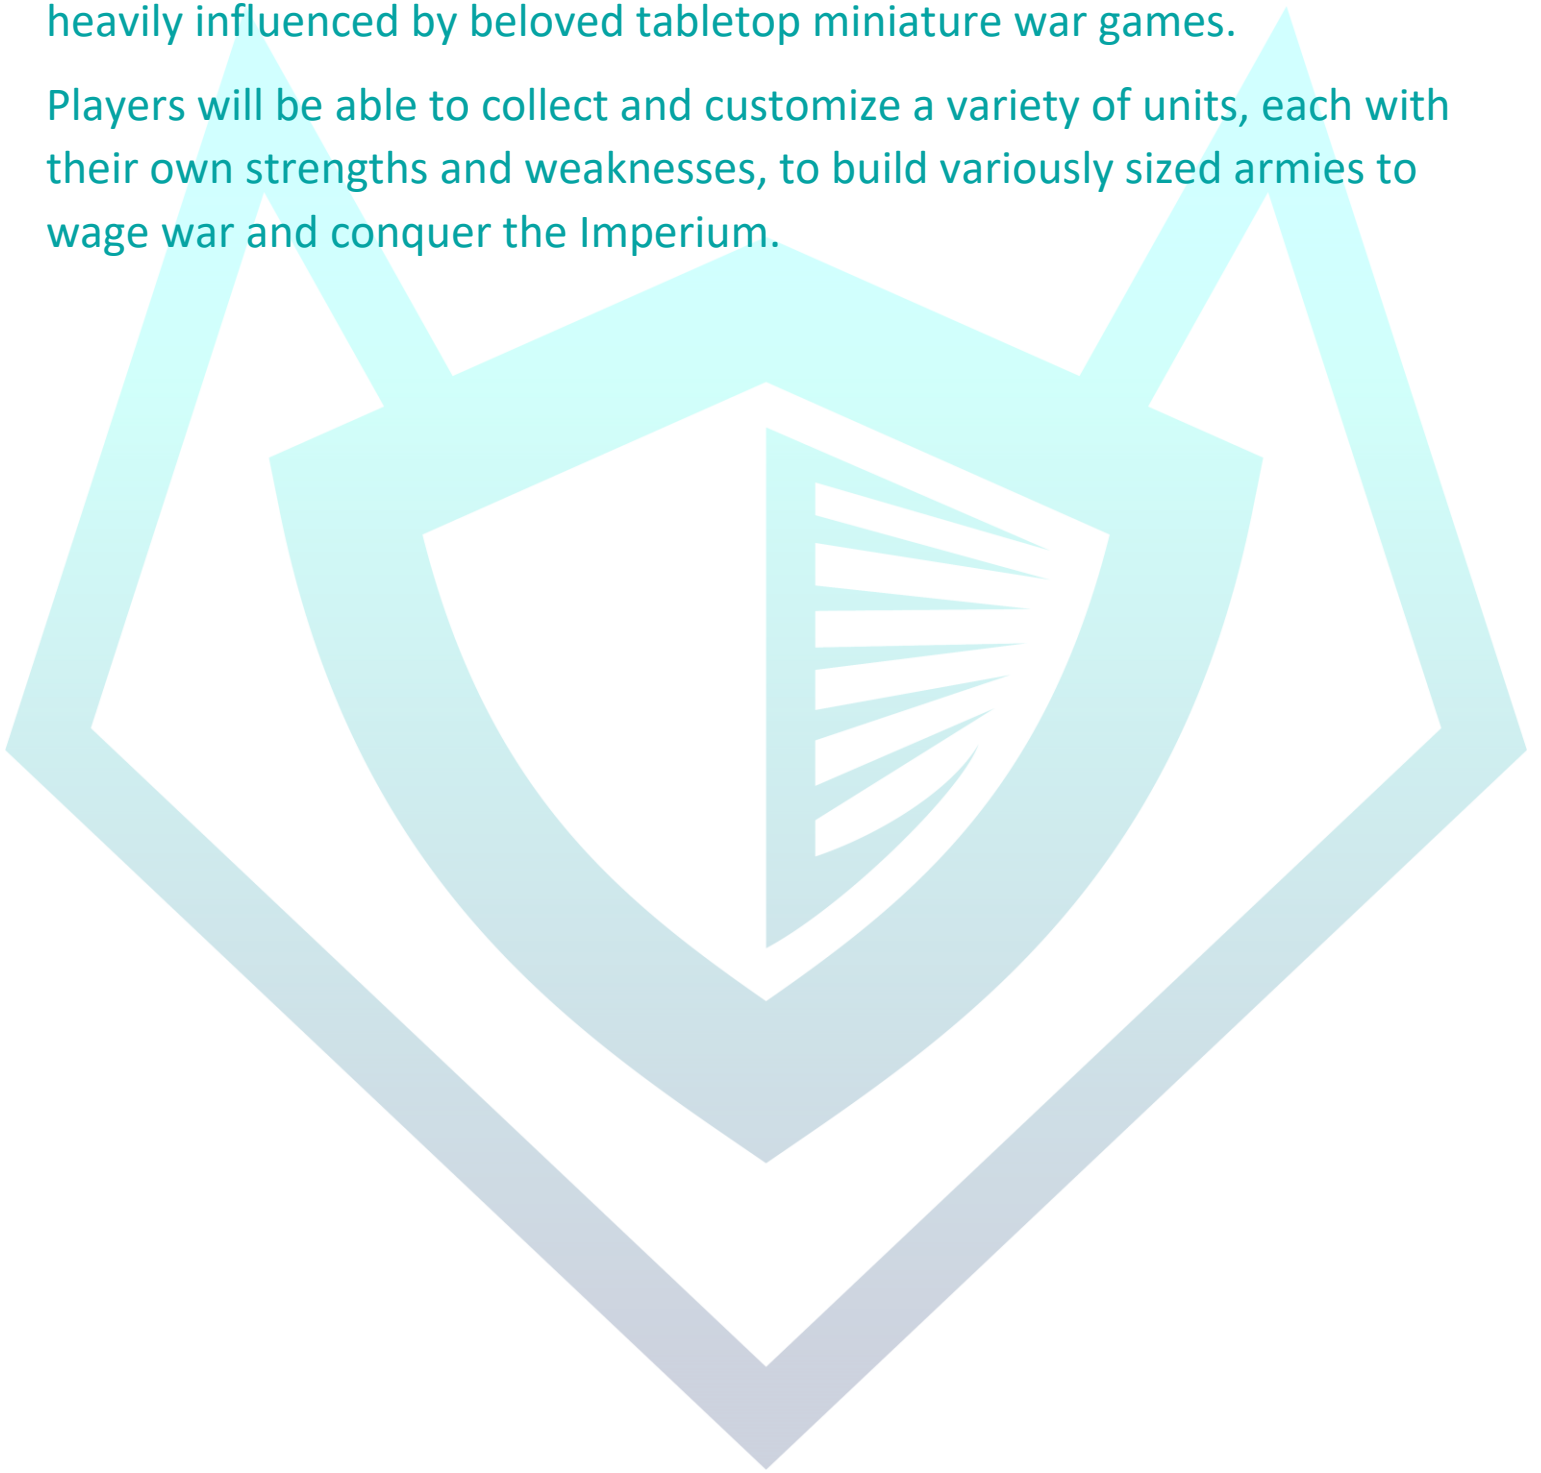 heavily influenced by beloved tabletop miniature war games.
Players will be able to collect and customize a variety of units, each with
their own strengths and weaknesses, to build variously sized armies to
wage war and conquer the Imperium.